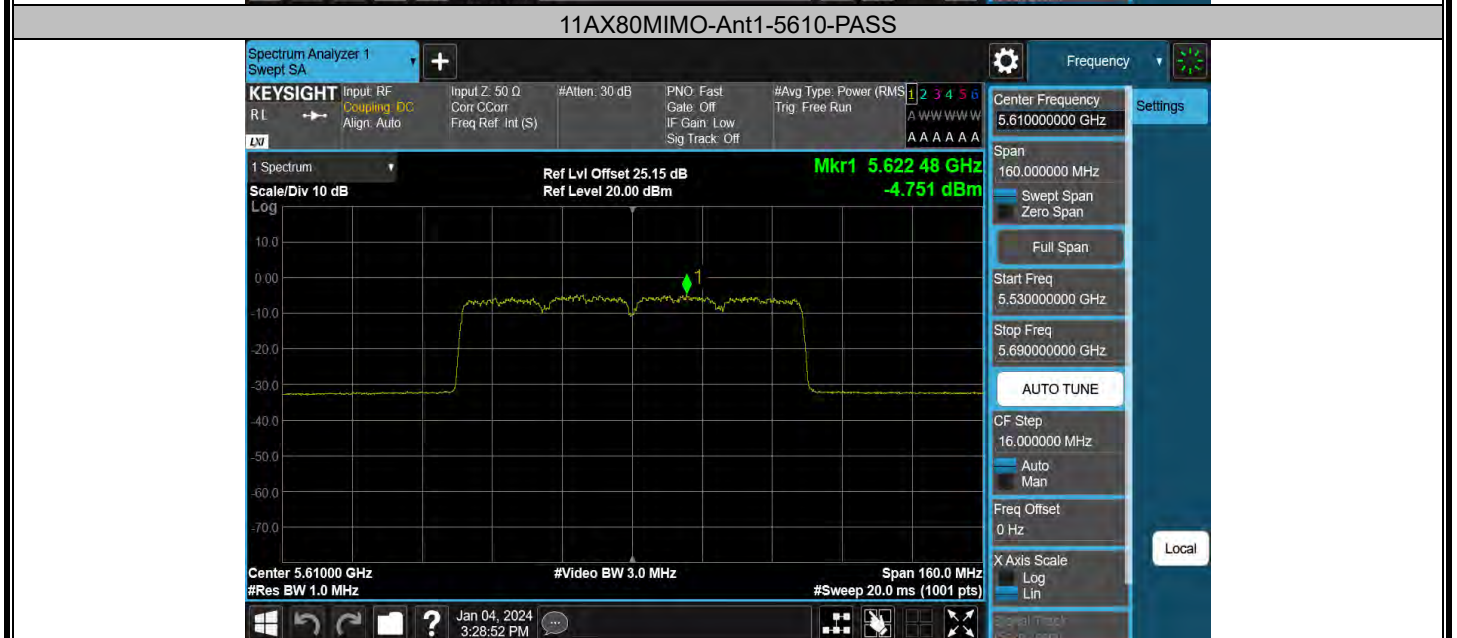 11AX80MIMO-Ant1-5610-PASS
Spectrum Analyzer 1
Swept SA
Frequency
KEYSIGHT
RL
LXI
Input: RF
Coupling: DC
Align: Auto
Input Z: 50 Ω
Corr CCorr
Freq Ref: Int (S)
#Atten: 30 dB
PNO: Fast
Gate: Off
IF Gain: Low
Sig Track: Off
#Avg Type: Power (RMS
Trig: Free Run
1 2 3 4 5 6
A WW WW W
A A A A A A
Settings
Center Frequency
5.610000000 GHz
Span
160.000000 MHz
Swept Span
Zero Span
Full Span
Start Freq
5.530000000 GHz
Stop Freq
5.690000000 GHz
AUTO TUNE
CF Step
16.000000 MHz
Auto
Man
Freq Offset
0 Hz
X Axis Scale
Log
Lin
Signal Track
Local
1 Spectrum
Scale/Div 10 dB
Log
Ref Lvl Offset 25.15 dB
Ref Level 20.00 dBm
Mkr1 5.622 48 GHz
-4.751 dBm
10.0
0.00
-10.0
-20.0
-30.0
-40.0
-50.0
-60.0
-70.0
1
Center 5.61000 GHz
#Res BW 1.0 MHz
#Video BW 3.0 MHz
Span 160.0 MHz
#Sweep 20.0 ms (1001 pts)
?
Jan 04, 2024
3:28:52 PM